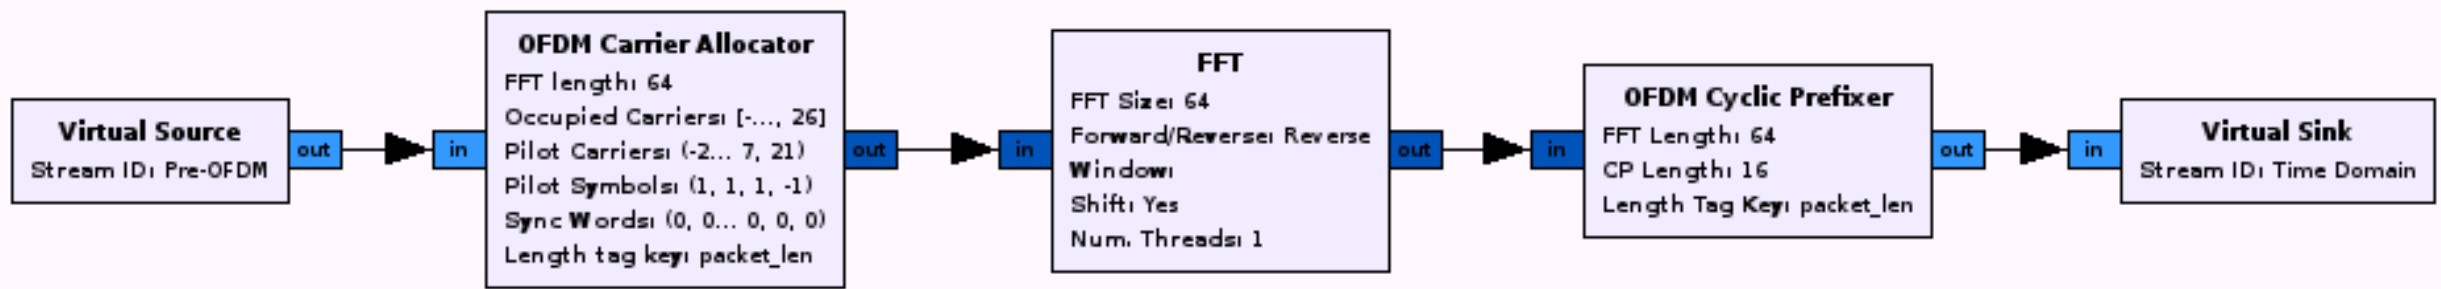 Virtual Source
Stream ID: Pre-OFDM
out
in
OFDM Carrier Allocator
FFT length: 64
Occupied Carriers: [-..., 26]
Pilot Carriers: (-2... 7, 21)
Pilot Symbols: (1, 1, 1, -1)
Sync Words: (0, 0... 0, 0, 0)
Length tag key: packet_len
out
in
FFT
FFT Size: 64
Forward/Reverse: Reverse
Window:
Shift: Yes
Num. Threads: 1
out
in
OFDM Cyclic Prefixer
FFT Length: 64
CP Length: 16
Length Tag Key: packet_len
out
in
Virtual Sink
Stream ID: Time Domain